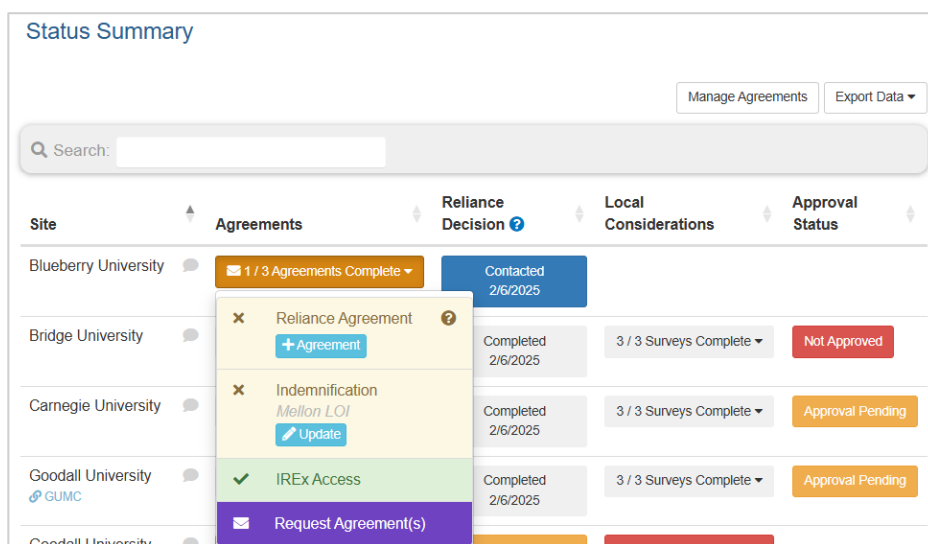 Status Summary
Manage Agreements
Export Data
Search:
Site
Agreements
Reliance Decision
Local Considerations
Approval Status
Blueberry University
1 / 3 Agreements Complete
Contacted
2/6/2025
Reliance Agreement
+ Agreement
Bridge University
Completed
2/6/2025
3 / 3 Surveys Complete
Not Approved
Indemnification
Mellon LOI
Update
Carnegie University
Completed
2/6/2025
3 / 3 Surveys Complete
Approval Pending
IREx Access
Goodall University
GUMC
Completed
2/6/2025
3 / 3 Surveys Complete
Approval Pending
Request Agreement(s)
Goodall University